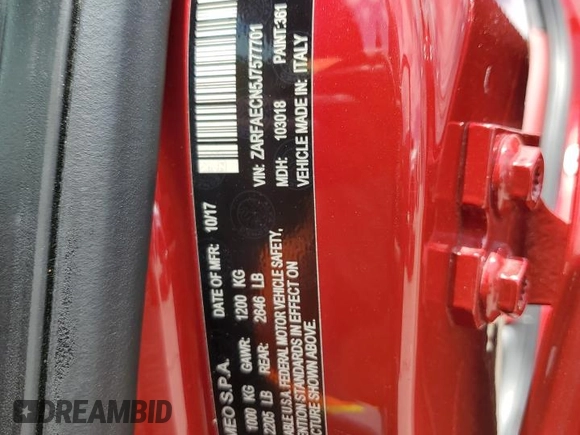 MEO S.P.A. DATE OF MFR: 10/17
1000 KG GAWR: 1200 KG
2205 LB REAR: 2646 LB
ABLE U.S.A. FEDERAL MOTOR VEHICLE SAFETY,
ENTION STANDARDS IN EFFECT ON
ACTURE SHOWN ABOVE.
VIN: ZARFAECN5J7577701
MDH: 103018 PAINT: 361
VEHICLE MADE IN: ITALY
DREAMBID